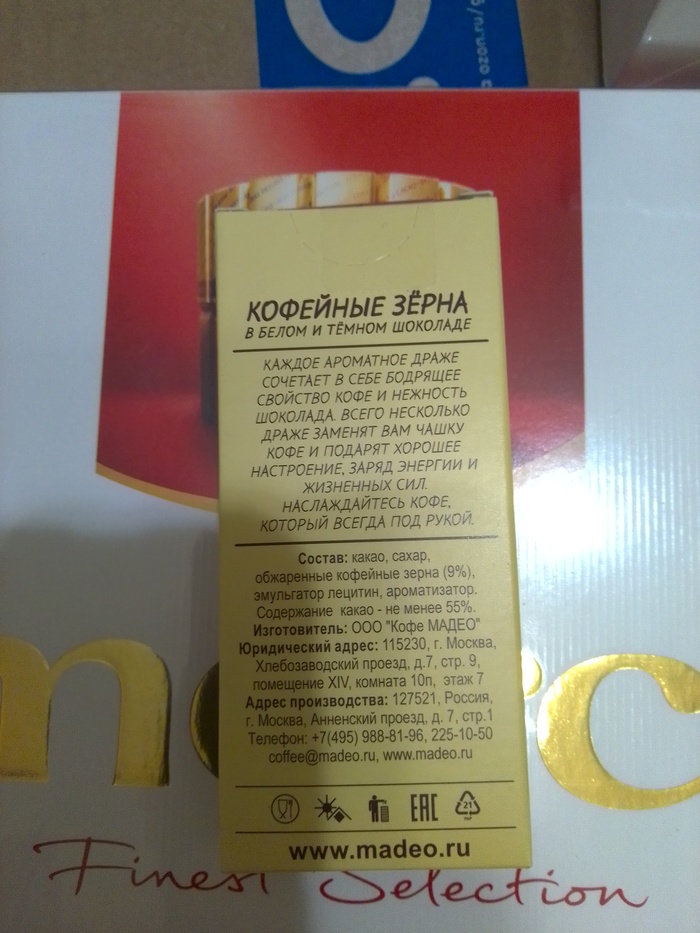 ozon.ru/
КОФЕЙНЫЕ ЗЁРНА
В БЕЛОМ И ТЁМНОМ ШОКОЛАДЕ
КАЖДОЕ АРОМАТНОЕ ДРАЖЕ
СОЧЕТАЕТ В СЕБЕ БОДРЯЩЕЕ
СВОЙСТВО КОФЕ И НЕЖНОСТЬ
ШОКОЛАДА. ВСЕГО НЕСКОЛЬКО
ДРАЖЕ ЗАМЕНЯТ ВАМ ЧАШКУ
КОФЕ И ПОДАРЯТ ХОРОШЕЕ
НАСТРОЕНИЕ, ЗАРЯД ЭНЕРГИИ И
ЖИЗНЕННЫХ СИЛ.
НАСЛАЖДАЙТЕСЬ КОФЕ,
КОТОРЫЙ ВСЕГДА ПОД РУКОЙ.
Состав: какао, сахар,
обжаренные кофейные зерна (9%),
эмульгатор лецитин, ароматизатор.
Содержание какао - не менее 55%.
Изготовитель: ООО "Кофе МАДЕО"
Юридический адрес: 115230, г. Москва,
Хлебозаводский проезд, д.7, стр. 9,
помещение XIV, комната 10п, этаж 7
Адрес производства: 127521, Россия,
г. Москва, Анненский проезд, д. 7, стр.1
Телефон: +7(495) 988-81-96, 225-10-50
coffee@madeo.ru, www.madeo.ru
EAC
21
PAP
www.madeo.ru
Finest Selection